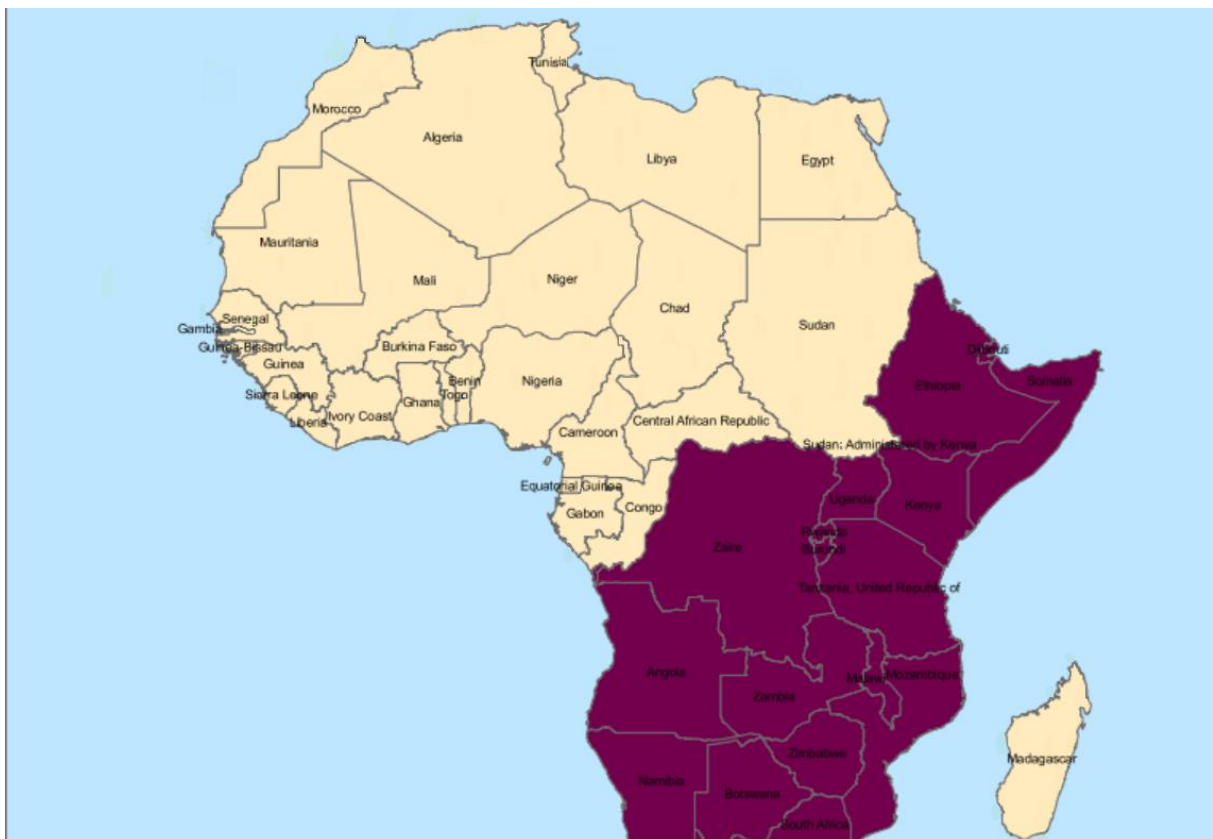 Tunisia
Morocco
Algeria
Libya
Egypt
Mauritania
Mali
Niger
Chad
Senegal
Gambia
Sudan
Guinea-Bissau
Burkina Faso
Djibouti
Guinea
Benin
Nigeria
Ethiopia
Somalia
Sierra Leone
Togo
Ghana
Ivory Coast
Liberia
Central African Republic
Cameroon
Sudan: Administated by Kenya
Equatorial Guinea
Uganda
Kenya
Gabon
Congo
Rwanda
Zaire
Burundi
Tanzania, United Republic of
Angola
Malawi
Mozambique
Zambia
Zimbabwe
Madagascar
Namibia
Botswana
South Africa